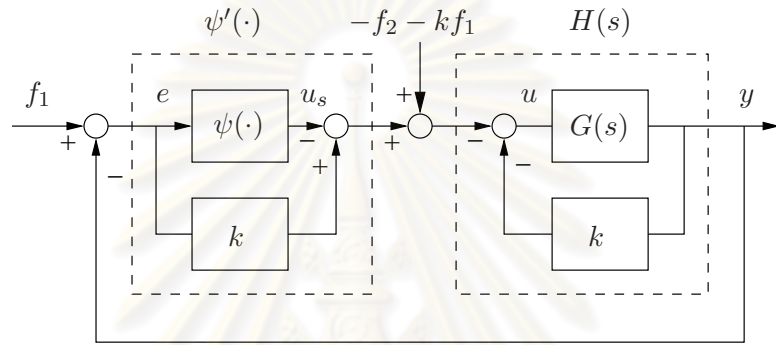 ψ′(·)
−f₂ − kf₁
H(s)
f₁
e
u_s
u
y
ψ(·)
G(s)
+
−
+
+
+
−
−
−
+
k
k